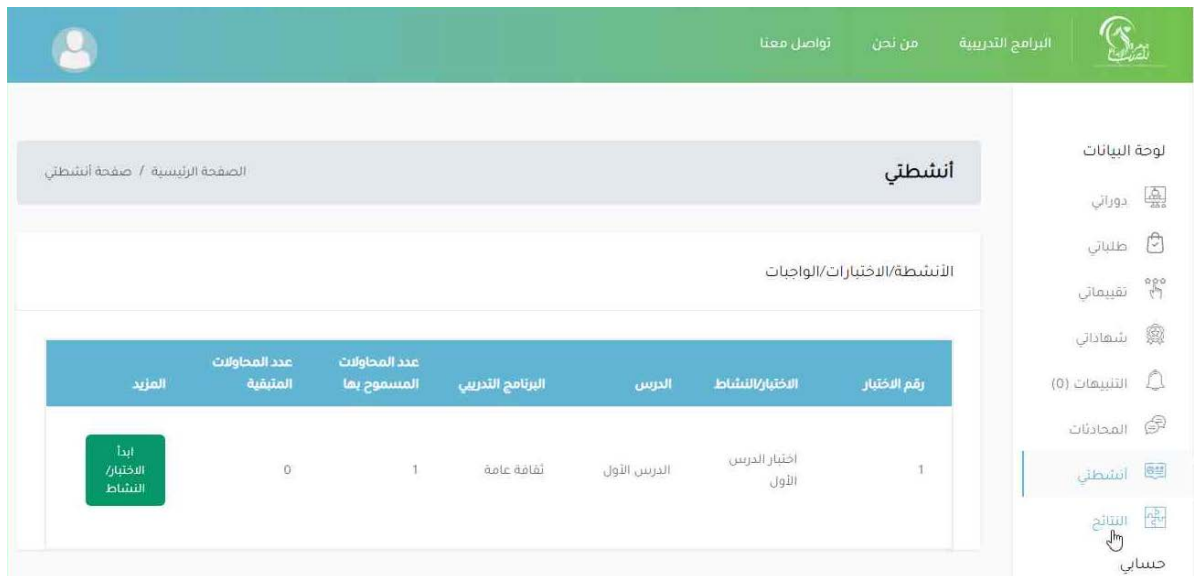 البرامج التدريبية
من نحن
تواصل معنا
لوحة البيانات
دوراتي
طلباتي
تقييماتي
شهاداتي
التنبيهات (0)
المحادثات
أنشطتي
النتائج
حسابي
أنشطتي
الصفحة الرئيسية / صفحة أنشطتي
الأنشطة/الاختبارات/الواجبات
رقم الاختبار
الاختبار/النشاط
الدرس
البرنامج التدريبي
عدد المحاولات
المسموح بها
عدد المحاولات
المتبقية
المزيد
1
اختبار الدرس
الأول
الدرس الأول
ثقافة عامة
1
0
ابدأ
الاختبار/
النشاط